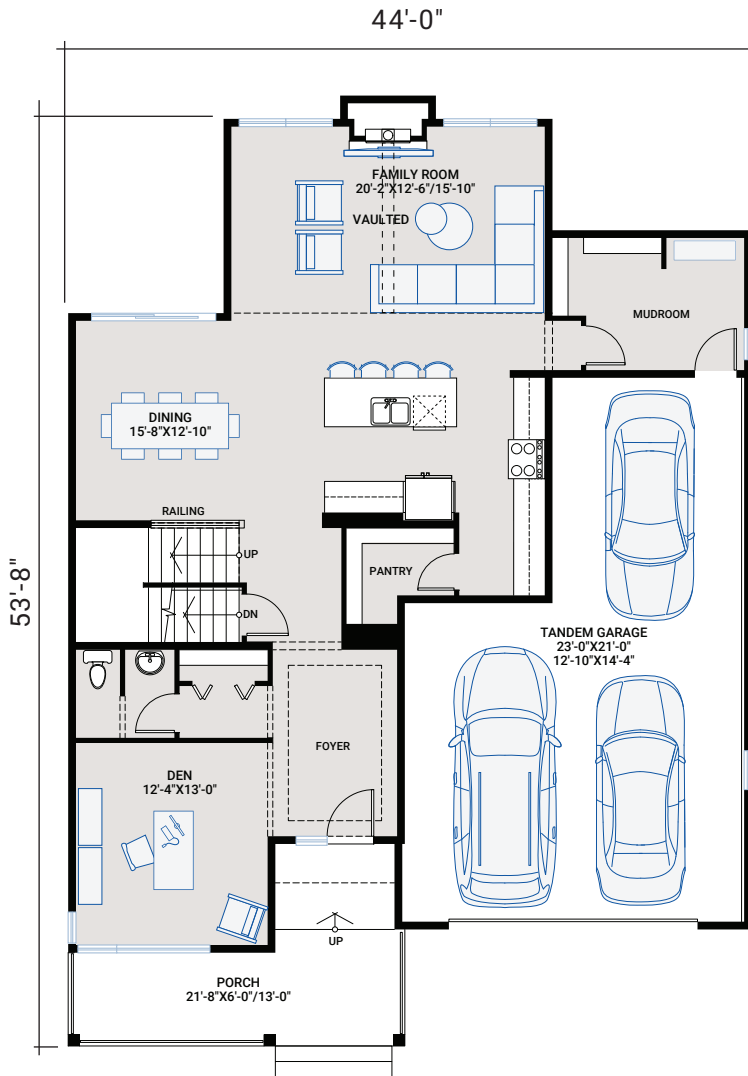 44'-0"
FAMILY ROOM
20'-2"X12'-6"/15'-10"
VAULTED
MUDROOM
DINING
15'-8"X12'-10"
RAILING
UP
PANTRY
53'-8"
DN
TANDEM GARAGE
23'-0"X21'-0"
12'-10"X14'-4"
FOYER
DEN
12'-4"X13'-0"
UP
PORCH
21'-8"X6'-0"/13'-0"